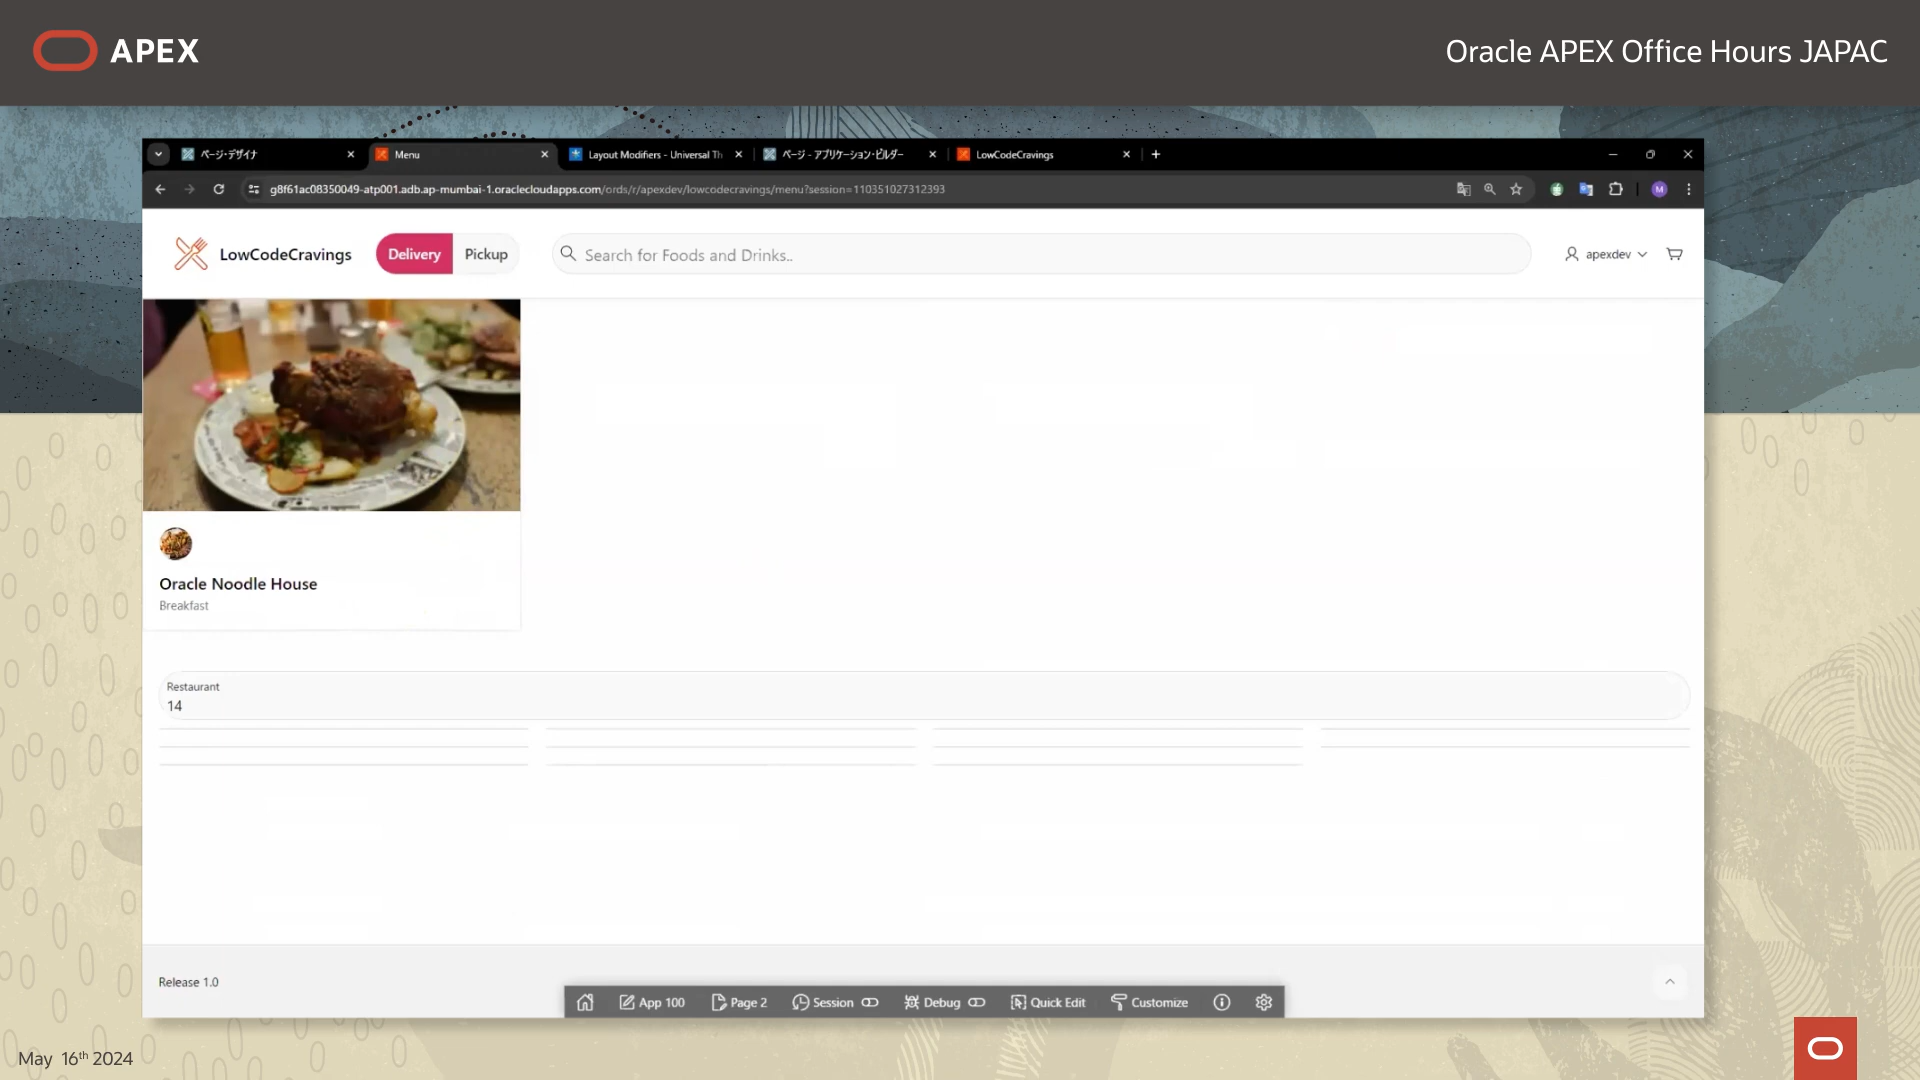 APEX
Oracle APEX Office Hours JAPAC
ページ・デザイナ
Menu
Layout Modifiers - Universal Th
ページ - アプリケーション・ビルダー
LowCodeCravings
g8f61ac08350049-atp001.adb.ap-mumbai-1.oraclecloudapps.com/ords/r/apexdev/lowcodecravings/menu?session=110351027312393
M
LowCodeCravings
Delivery
Pickup
Search for Foods and Drinks..
apexdev
Oracle Noodle House
Breakfast
Restaurant
14
Release 1.0
App 100
Page 2
Session
Debug
Quick Edit
Customize
May 16th 2024